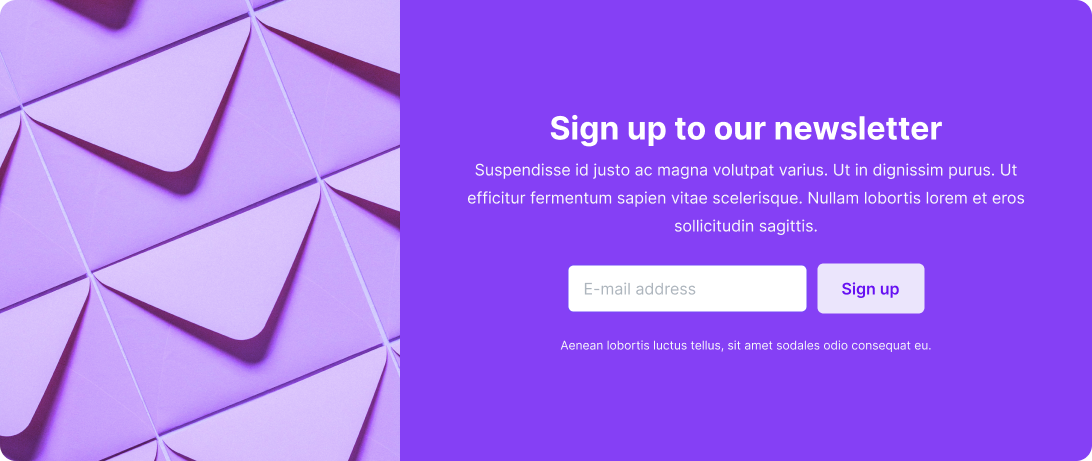 Sign up to our newsletter
Suspendisse id justo ac magna volutpat varius. Ut in dignissim purus. Ut
efficitur fermentum sapien vitae scelerisque. Nullam lobortis lorem et eros
sollicitudin sagittis.
E-mail address
Sign up
Aenean lobortis luctus tellus, sit amet sodales odio consequat eu.